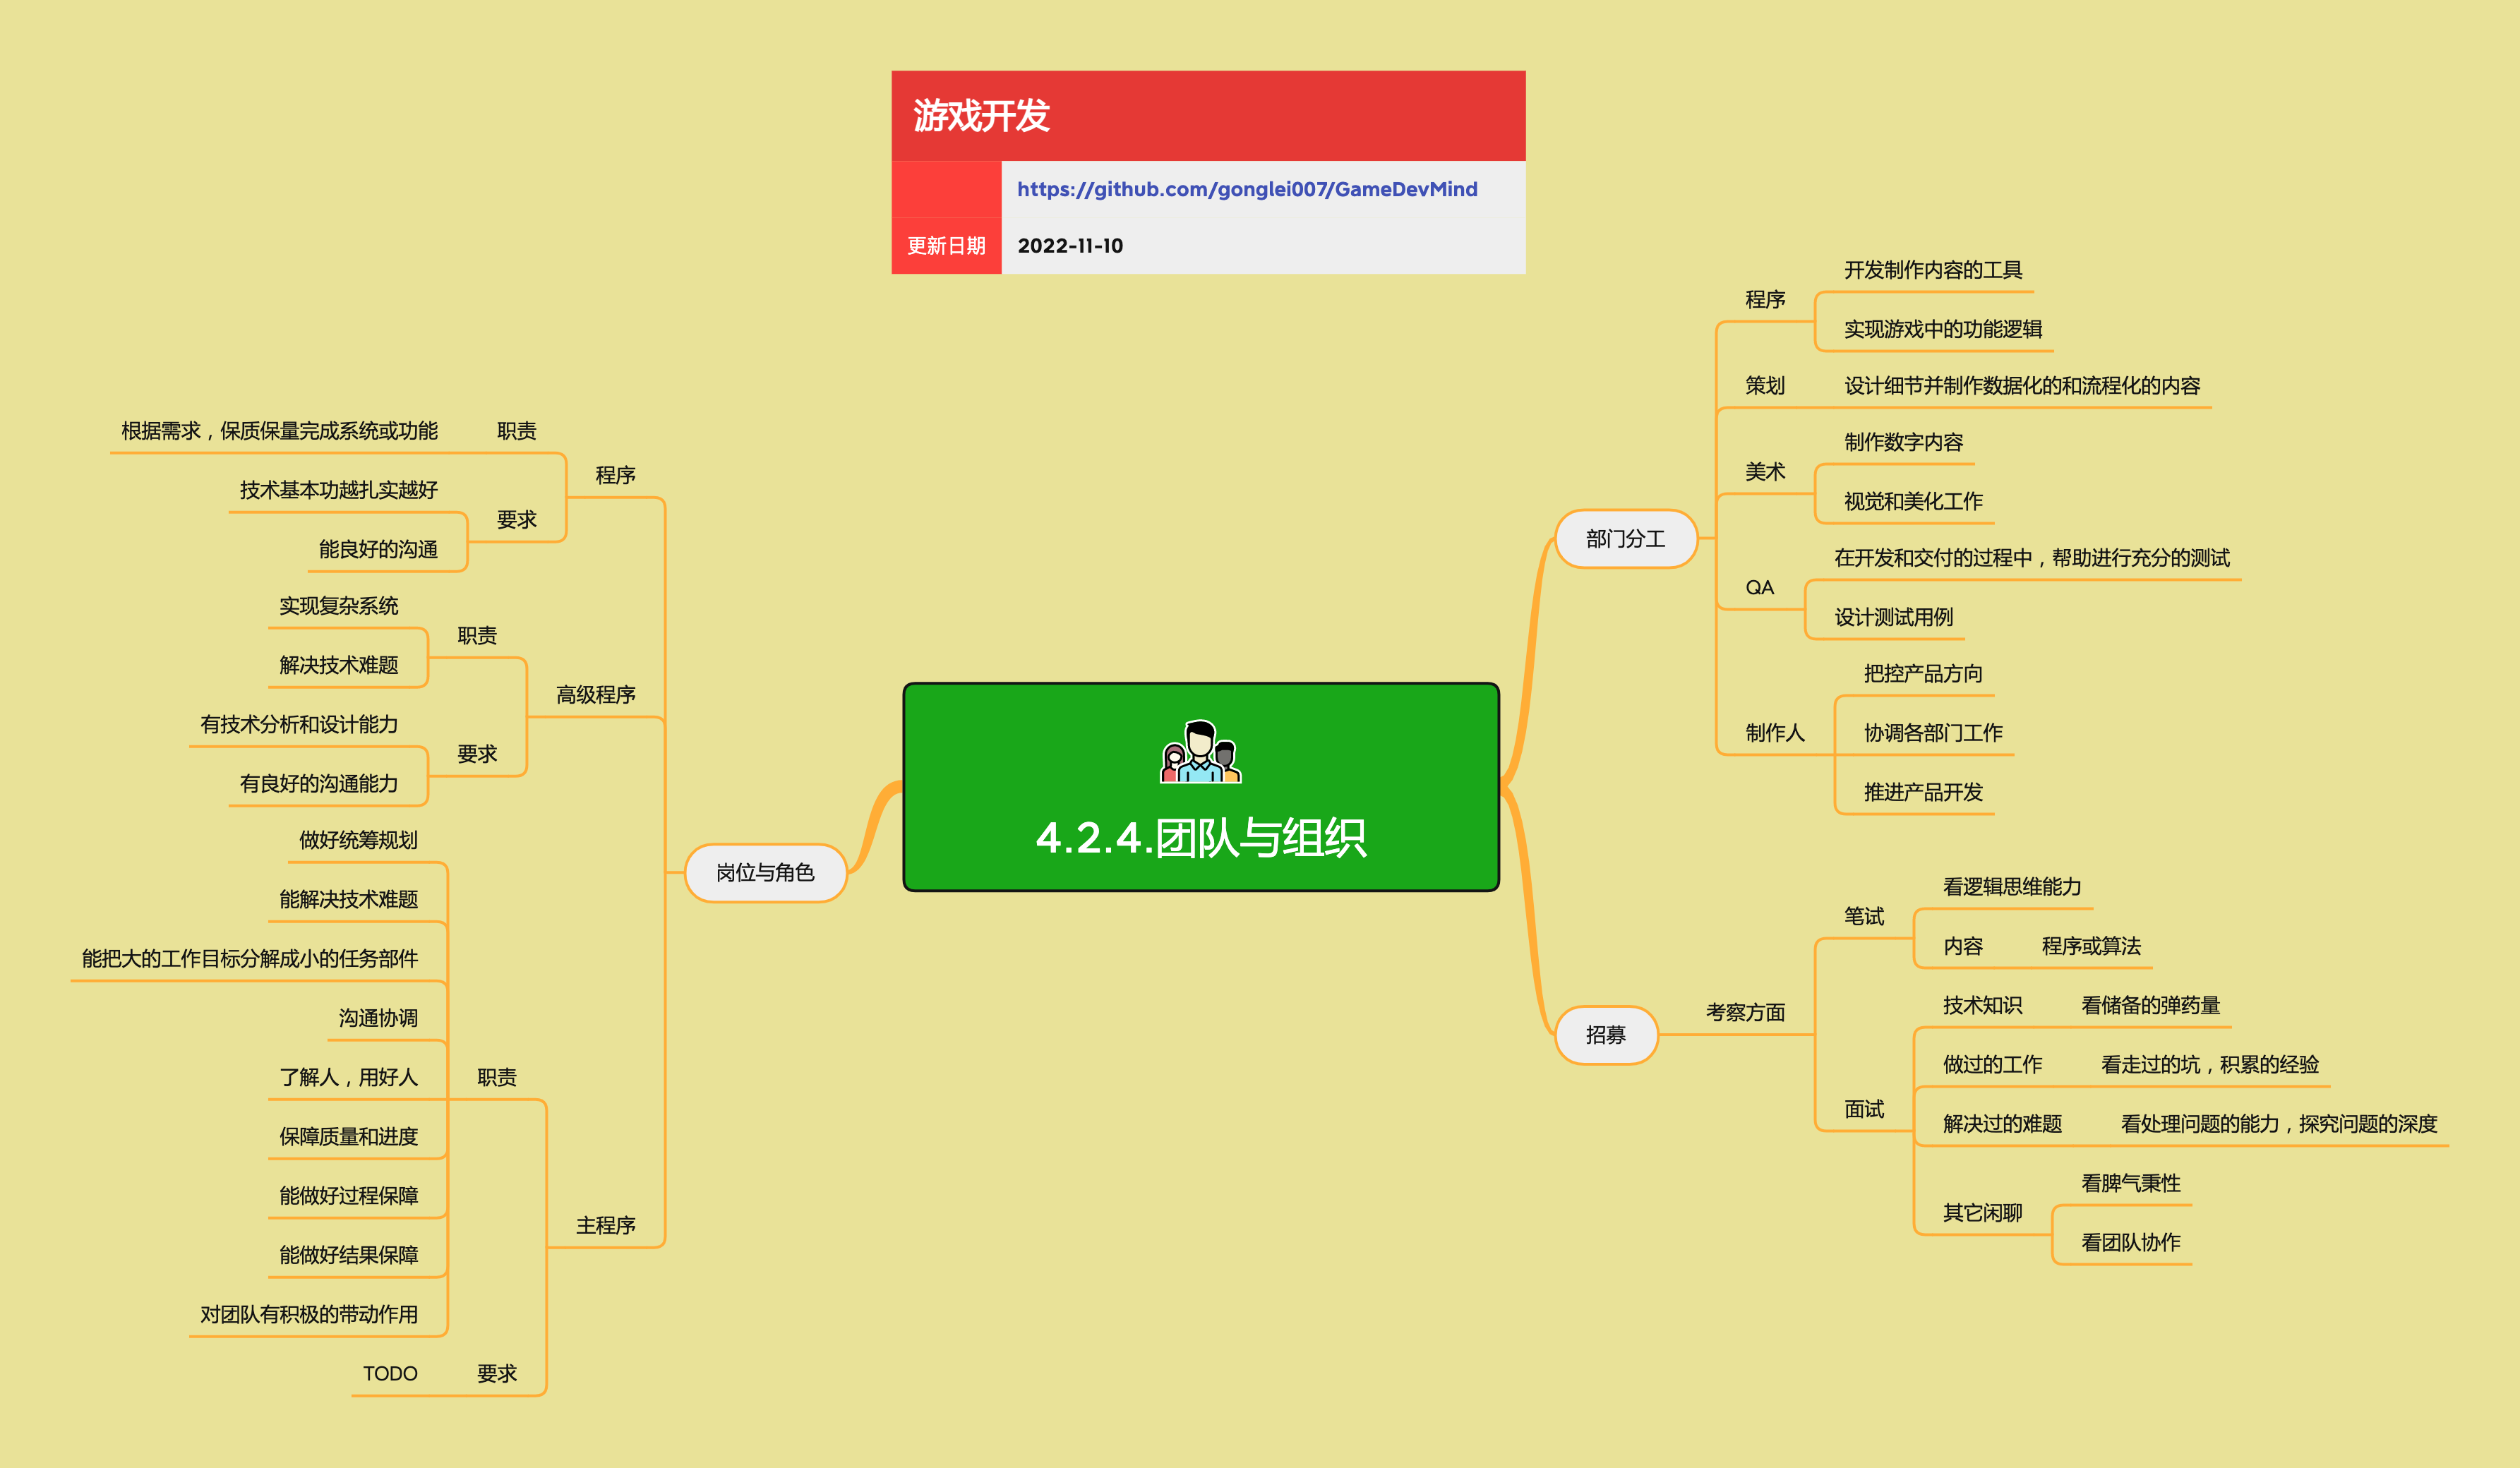 游戏开发
https://github.com/gonglei007/GameDevMind
更新日期
2022-11-10
4.2.4.团队与组织
部门分工
程序
开发制作内容的工具
实现游戏中的功能逻辑
策划
设计细节并制作数据化的和流程化的内容
美术
制作数字内容
视觉和美化工作
QA
在开发和交付的过程中，帮助进行充分的测试
设计测试用例
制作人
把控产品方向
协调各部门工作
推进产品开发
招募
考察方面
笔试
看逻辑思维能力
内容
程序或算法
面试
技术知识
看储备的弹药量
做过的工作
看走过的坑，积累的经验
解决过的难题
看处理问题的能力，探究问题的深度
其它闲聊
看脾气秉性
看团队协作
岗位与角色
程序
职责
根据需求，保质保量完成系统或功能
要求
技术基本功越扎实越好
能良好的沟通
高级程序
职责
实现复杂系统
解决技术难题
要求
有技术分析和设计能力
有良好的沟通能力
主程序
职责
做好统筹规划
能解决技术难题
能把大的工作目标分解成小的任务部件
沟通协调
了解人，用好人
保障质量和进度
能做好过程保障
能做好结果保障
对团队有积极的带动作用
要求
TODO